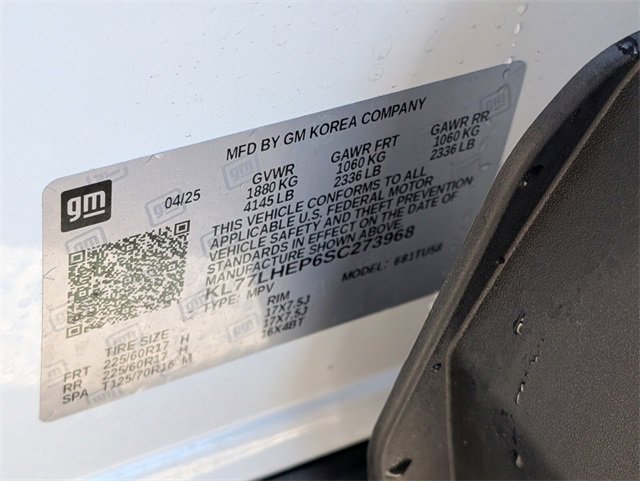 MFD BY GM KOREA COMPANY
gm
04/25
GVWR GAWR FRT GAWR RR
1880 KG 1060 KG 1060 KG
4145 LB 2336 LB 2336 LB
THIS VEHICLE CONFORMS TO ALL
APPLICABLE U.S. FEDERAL MOTOR
VEHICLE SAFETY AND THEFT PREVENTION
STANDARDS IN EFFECT ON THE DATE OF
MANUFACTURE SHOWN ABOVE
KL77LHEP6SC273968
TYPE: MPV MODEL: 681TU58
TIRE SIZE RIM
FRT 225/60R17 H 17X7.5J
RR 225/60R17 H 17X7.5J
SPA T125/70R16 M 16X4BT